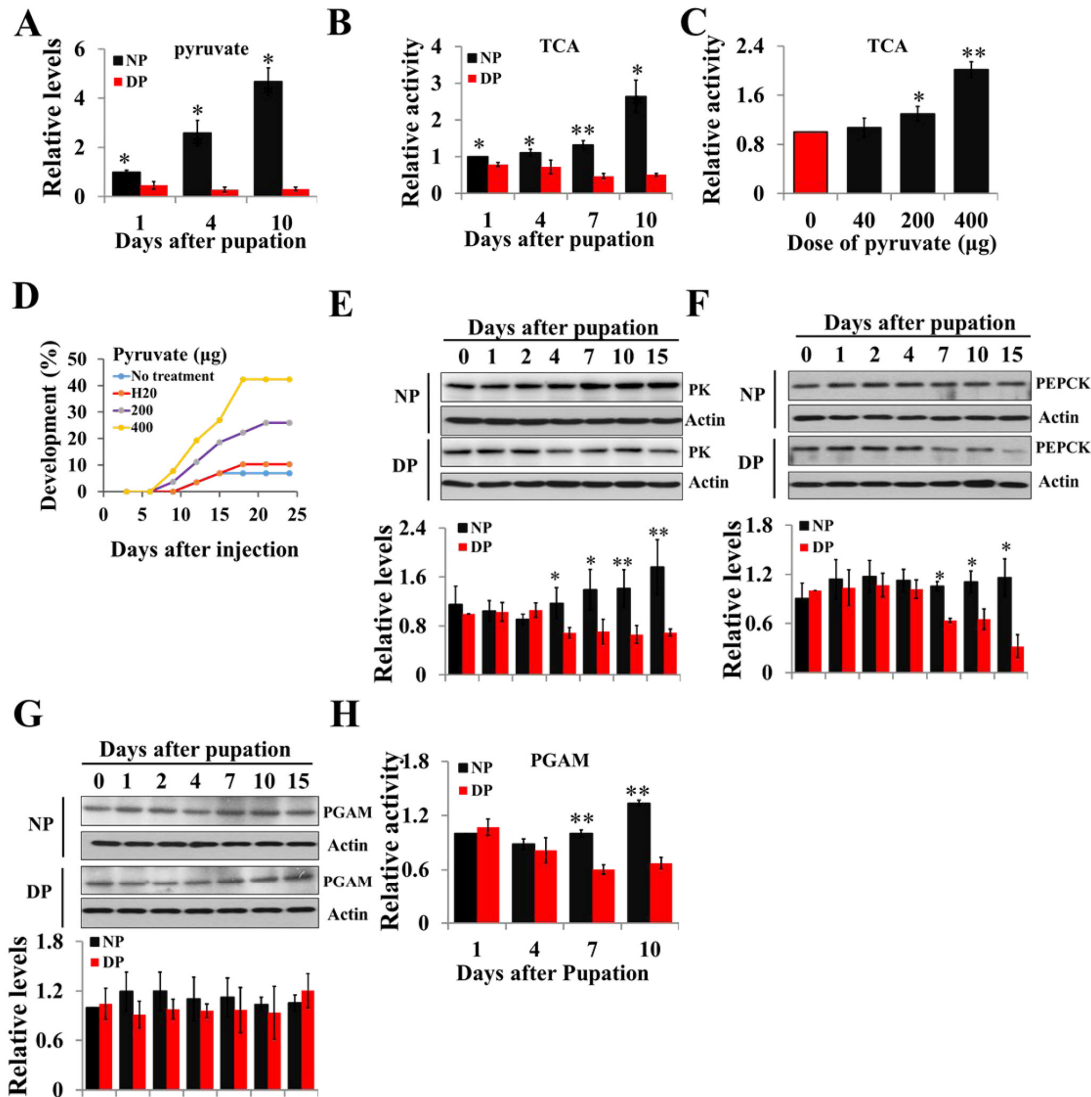 A
pyruvate
NP
DP
Relative levels
6
4
2
0
*
*
*
1 4 10
Days after pupation
B
TCA
NP
DP
Relative activity
4
3
2
1
0
* * ** *
1 4 7 10
Days after pupation
C
TCA
Relative activity
2.4
1.6
0.8
0
* **
0 40 200 400
Dose of pyruvate (µg)
D
Pyruvate (µg)
No treatment
H20
200
400
Development (%)
50
40
30
20
10
0
0 5 10 15 20 25
Days after injection
E
Days after pupation
0 1 2 4 7 10 15
NP
PK
Actin
DP
PK
Actin
NP
DP
Relative levels
2.4
1.6
0.8
0
* * ** **
F
Days after pupation
0 1 2 4 7 10 15
NP
PEPCK
Actin
DP
PEPCK
Actin
NP
DP
Relative levels
1.8
1.2
0.6
0
* * *
G
Days after pupation
0 1 2 4 7 10 15
NP
PGAM
Actin
DP
PGAM
Actin
NP
DP
Relative levels
1.8
1.2
0.6
0
H
PGAM
NP
DP
Relative activity
1.8
1.2
0.6
0
** **
1 4 7 10
Days after Pupation